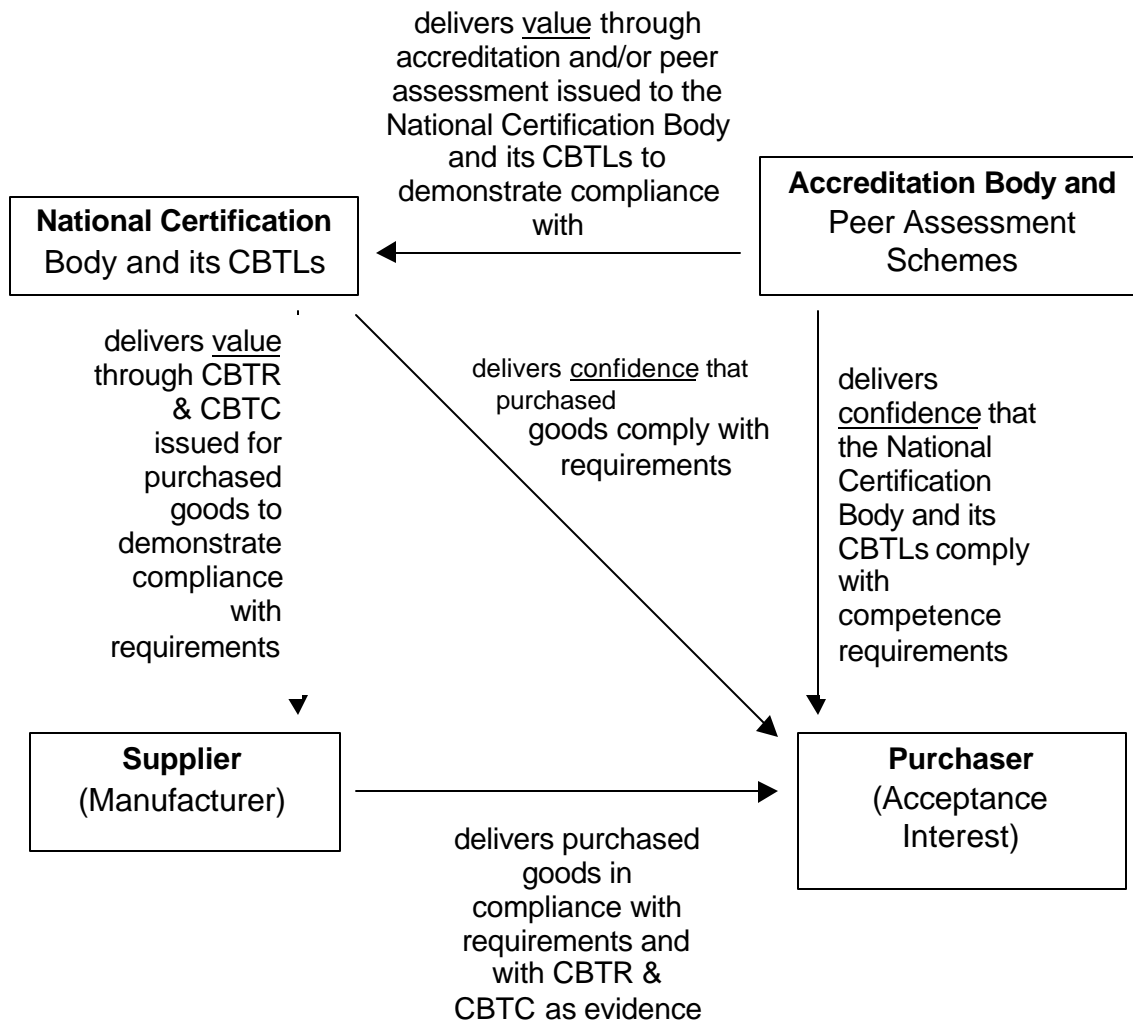 delivers value through
accreditation and/or peer
assessment issued to the
National Certification Body
and its CBTLs to
demonstrate compliance
with
Accreditation Body and
Peer Assessment
Schemes
National Certification
Body and its CBTLs
delivers value
through CBTR
& CBTC
issued for
purchased
goods to
demonstrate
compliance
with
requirements
delivers confidence that
purchased
goods comply with
requirements
delivers
confidence that
the National
Certification
Body and its
CBTLs comply
with
competence
requirements
Supplier
(Manufacturer)
Purchaser
(Acceptance
Interest)
delivers purchased
goods in
compliance with
requirements and
with CBTR &
CBTC as evidence